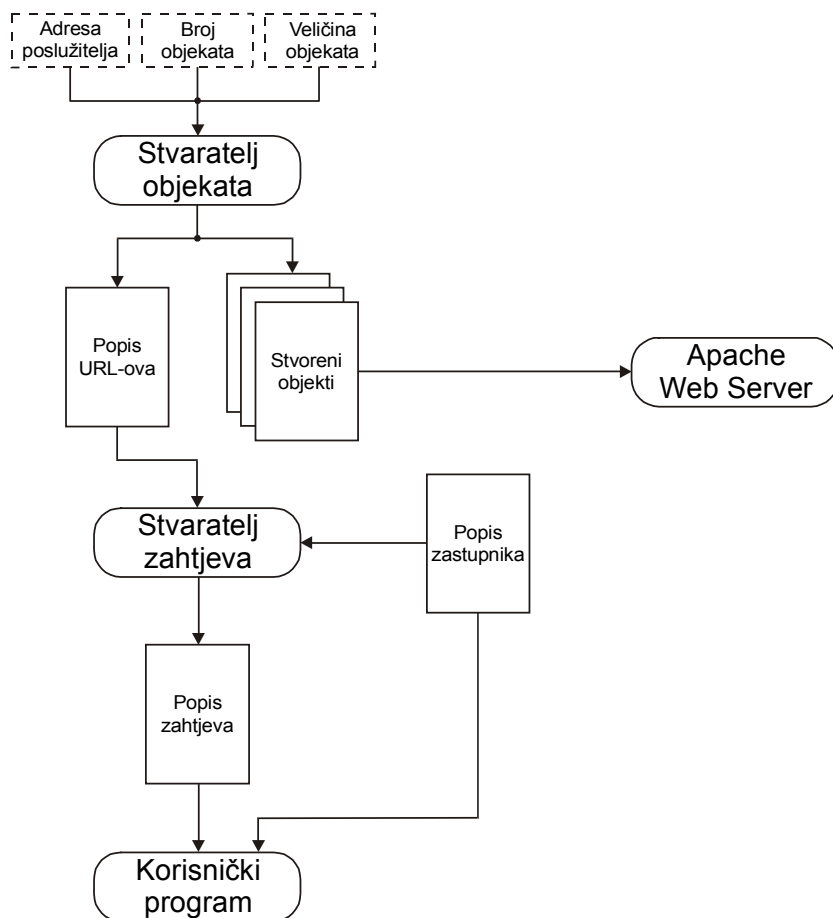 Adresa
poslužitelja
Broj
objekata
Veličina
objekata
Stvaratelj
objekata
Popis
URL-ova
Stvoreni
objekti
Apache
Web Server
Stvaratelj
zahtjeva
Popis
zastupnika
Popis
zahtjeva
Korisnički
program